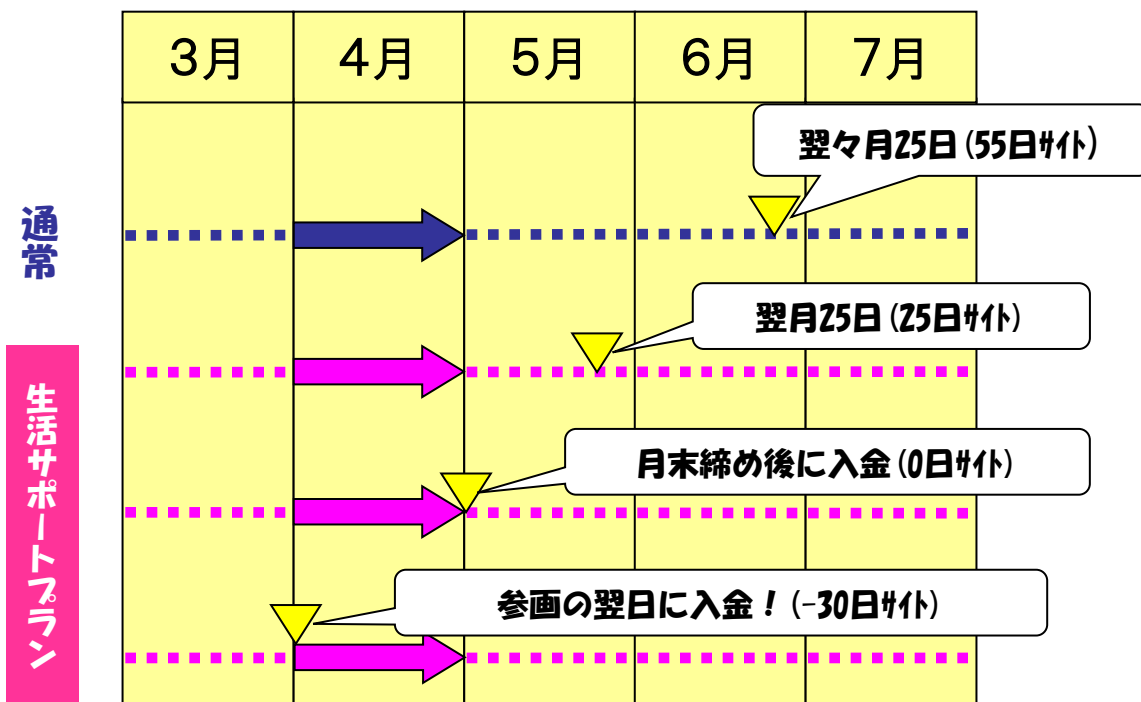 3月 4月 5月 6月 7月
通常
翌々月25日(55日ｻｲﾄ)
翌月25日(25日ｻｲﾄ)
生活サポートプラン
月末締め後に入金(0日ｻｲﾄ)
参画の翌日に入金！(-30日ｻｲﾄ)